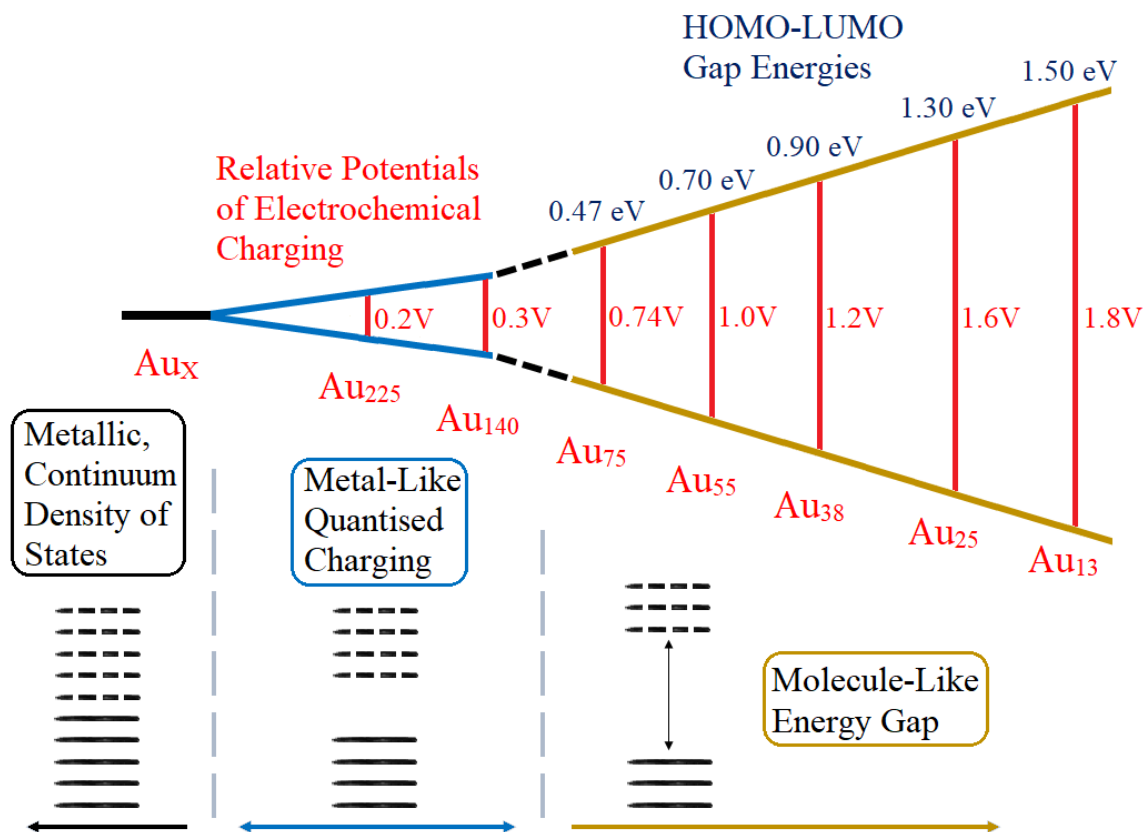 HOMO-LUMO
Gap Energies
1.50 eV
1.30 eV
0.90 eV
0.70 eV
0.47 eV
Relative Potentials
of Electrochemical
Charging
0.2V
0.3V
0.74V
1.0V
1.2V
1.6V
1.8V
Au_X
Au₂₂₅
Au₁₄₀
Au₇₅
Au₅₅
Au₃₈
Au₂₅
Au₁₃
Metallic,
Continuum
Density of
States
Metal-Like
Quantised
Charging
Molecule-Like
Energy Gap